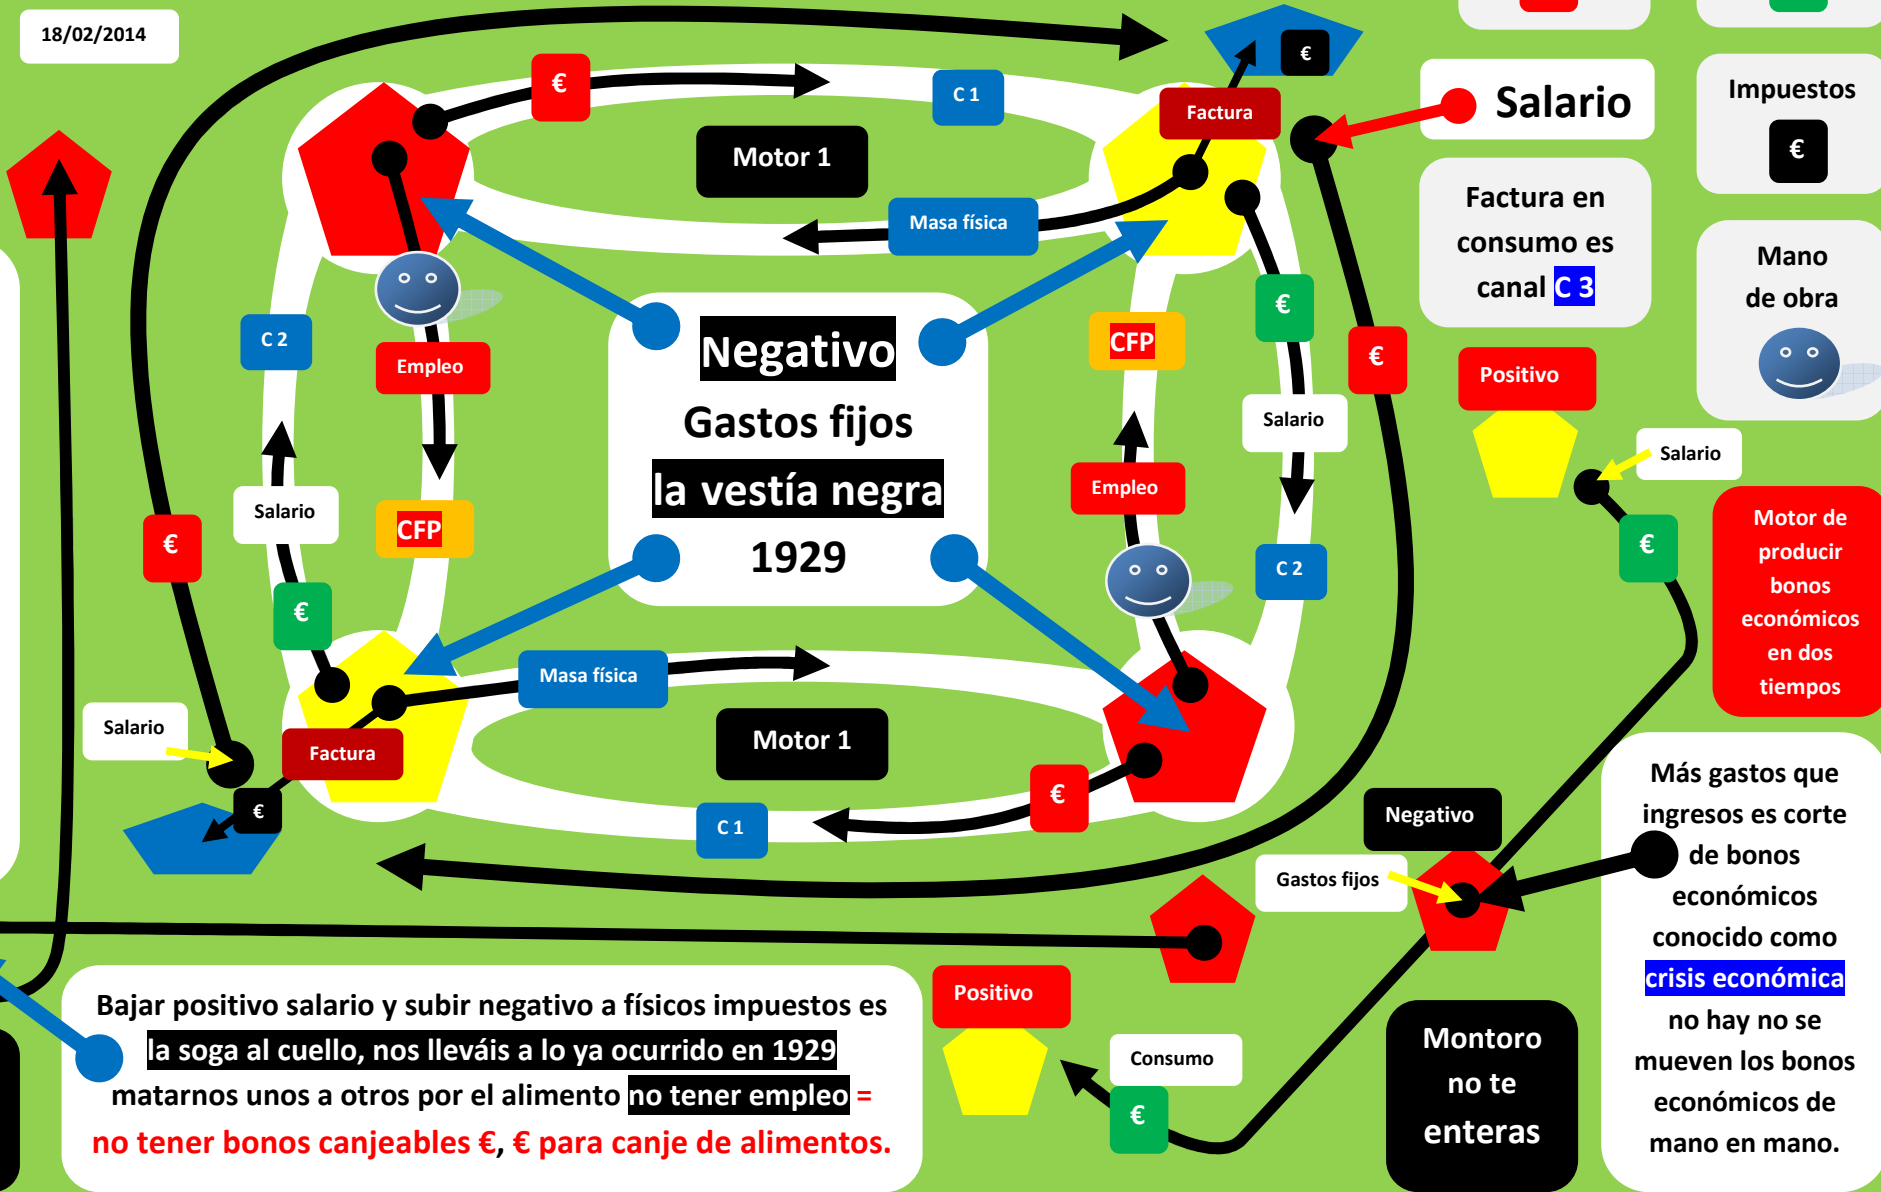 18/02/2014
€
C 1
Motor 1
Factura
€
Masa física
Salario
Impuestos
€
Factura en
consumo es
canal C 3
Mano
de obra
C 2
Empleo
Salario
€
CFP
€
Negativo
Gastos fijos
la vestía negra
1929
CFP
€
Salario
Empleo
C 2
€
Positivo
Salario
€
Motor de
producir
bonos
económicos
en dos
tiempos
Masa física
Salario
Factura
€
Motor 1
C 1
€
Negativo
Gastos fijos
Más gastos que
ingresos es corte
de bonos
económicos
conocido como
crisis económica
no hay no se
mueven los bonos
económicos de
mano en mano.
Bajar positivo salario y subir negativo a físicos impuestos es
la soga al cuello, nos lleváis a lo ya ocurrido en 1929
matarnos unos a otros por el alimento no tener empleo =
no tener bonos canjeables €, € para canje de alimentos.
Positivo
Consumo
€
Montoro
no te
enteras